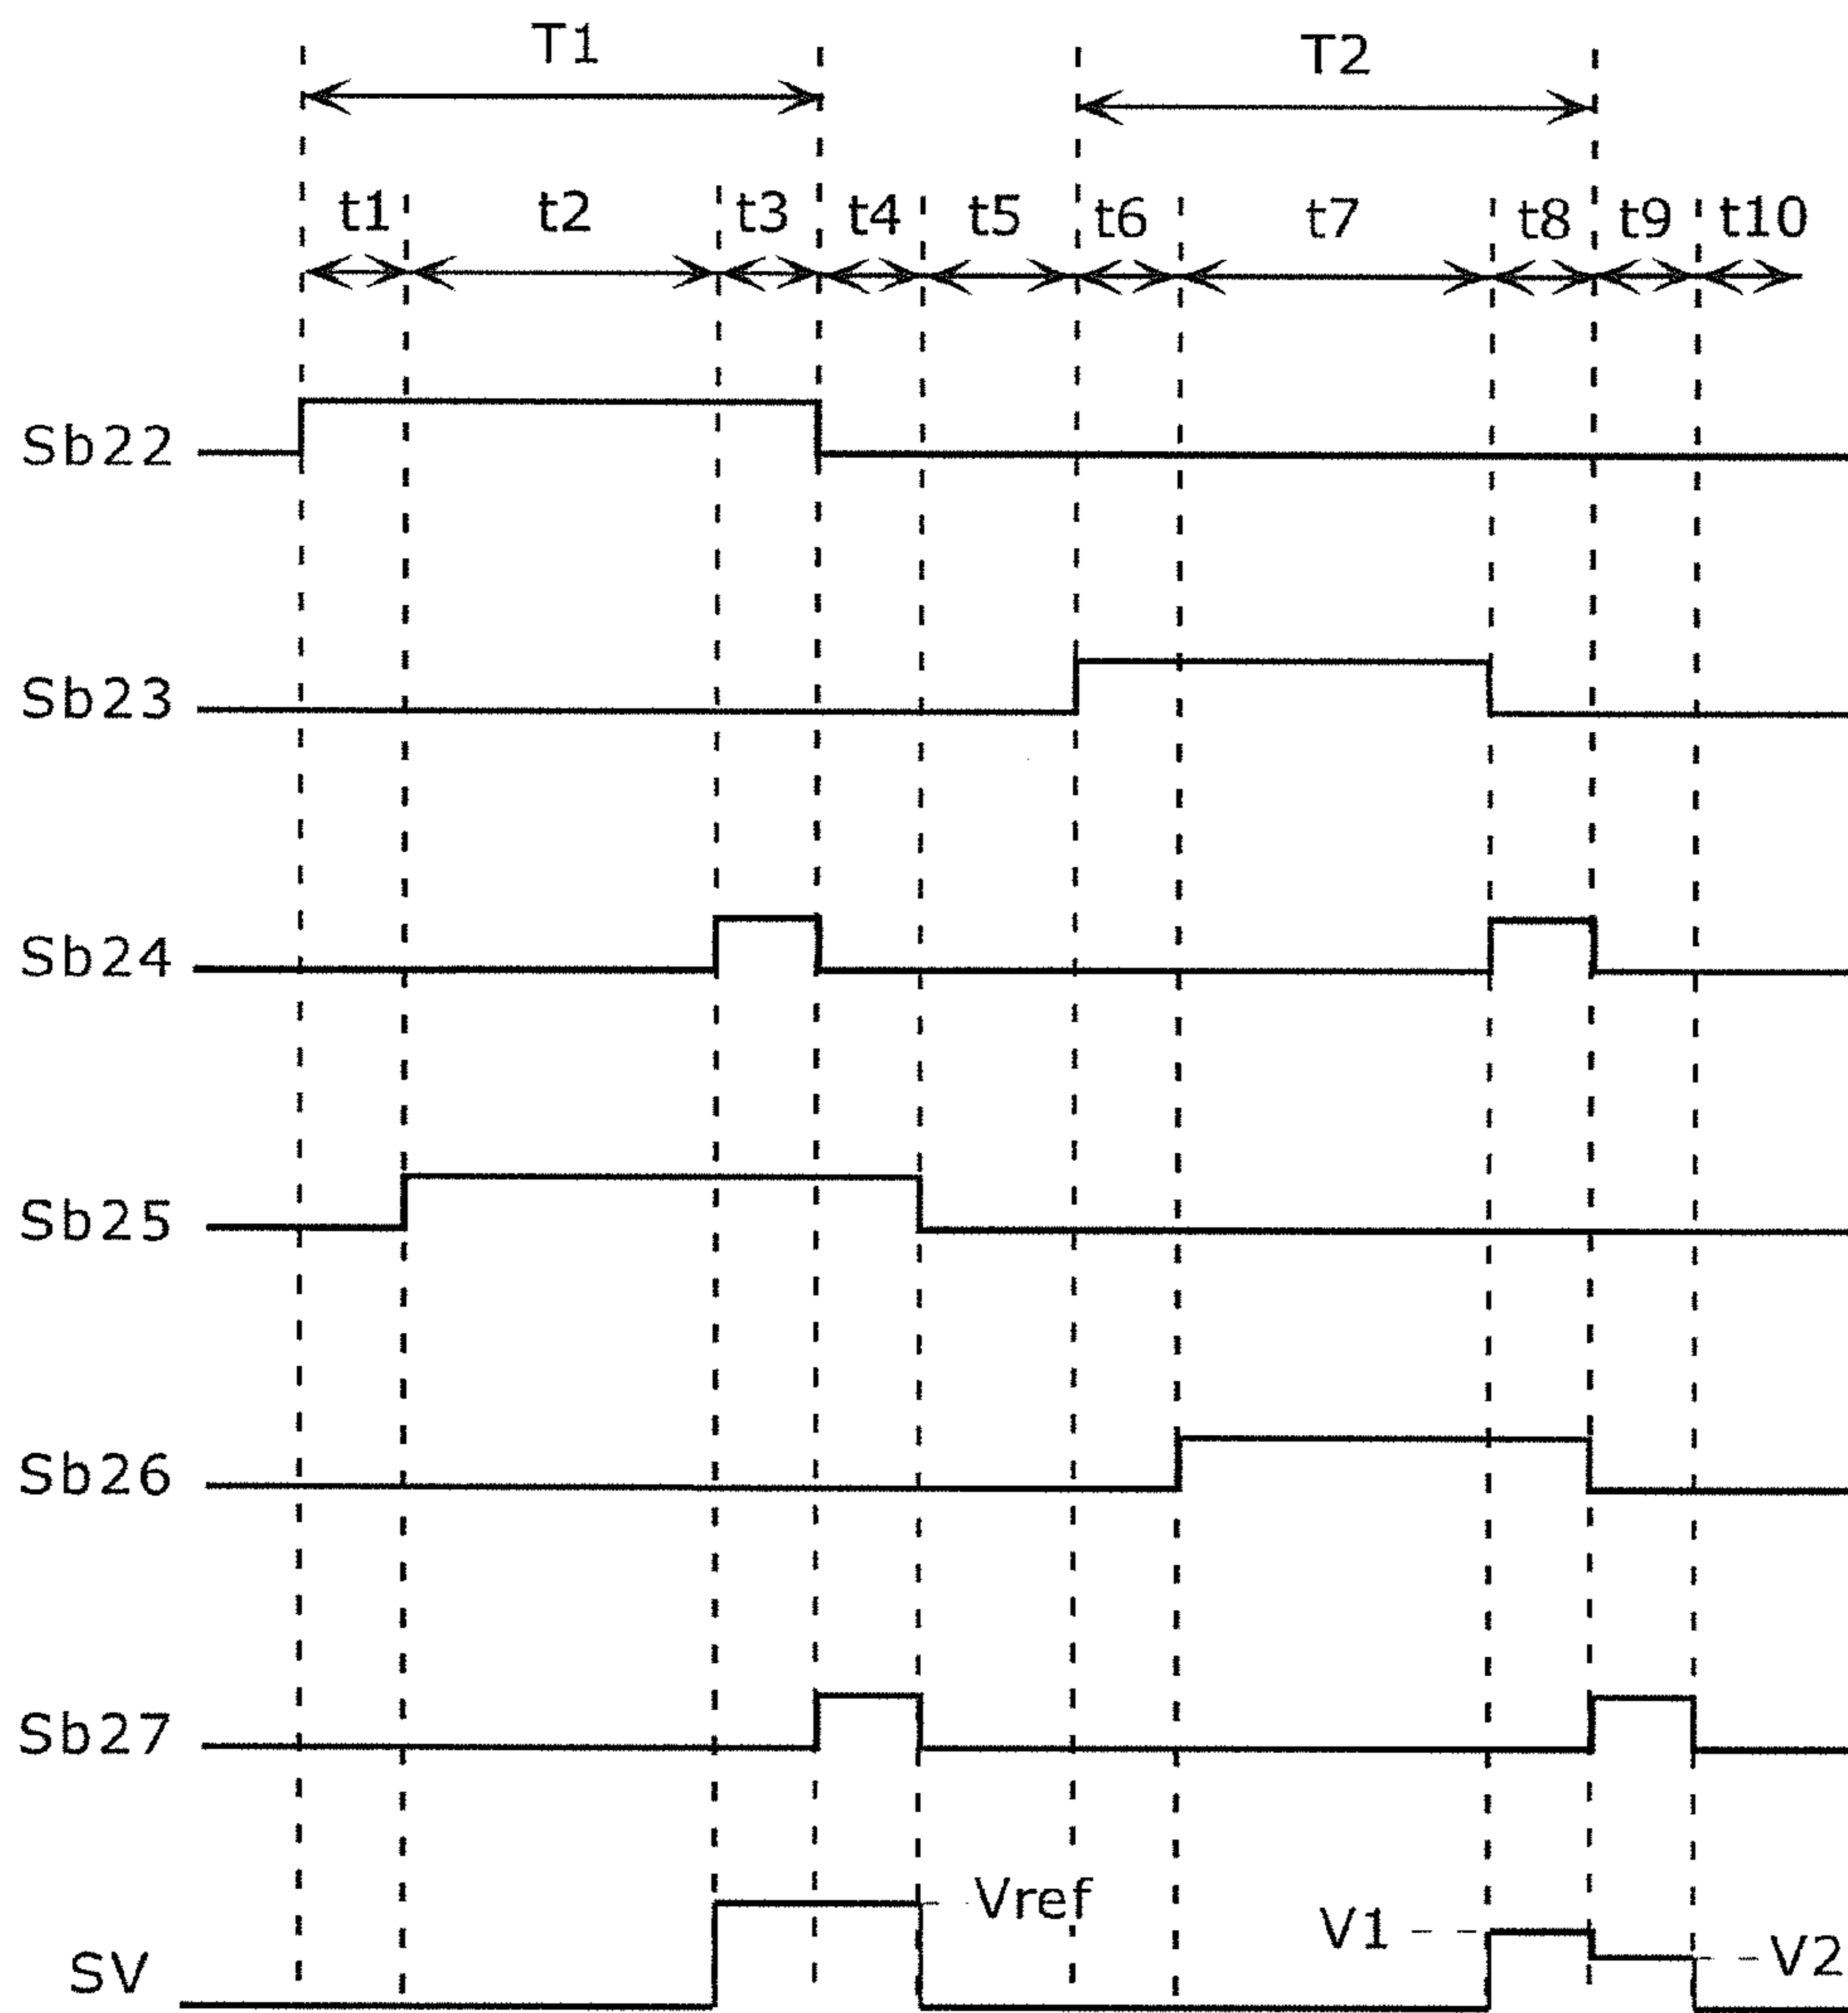 T1 T2
t1 t2 t3 t4 t5 t6 t7 t8 t9 t10
Sb22
Sb23
Sb24
Sb25
Sb26
Sb27
Vref
V1
V2
SV